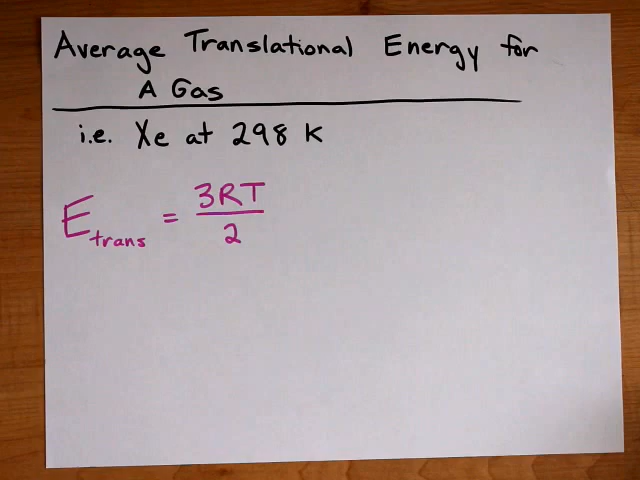 Average Translational Energy for
A Gas
i.e. Xe at 298 K
E_trans = 3RT/2